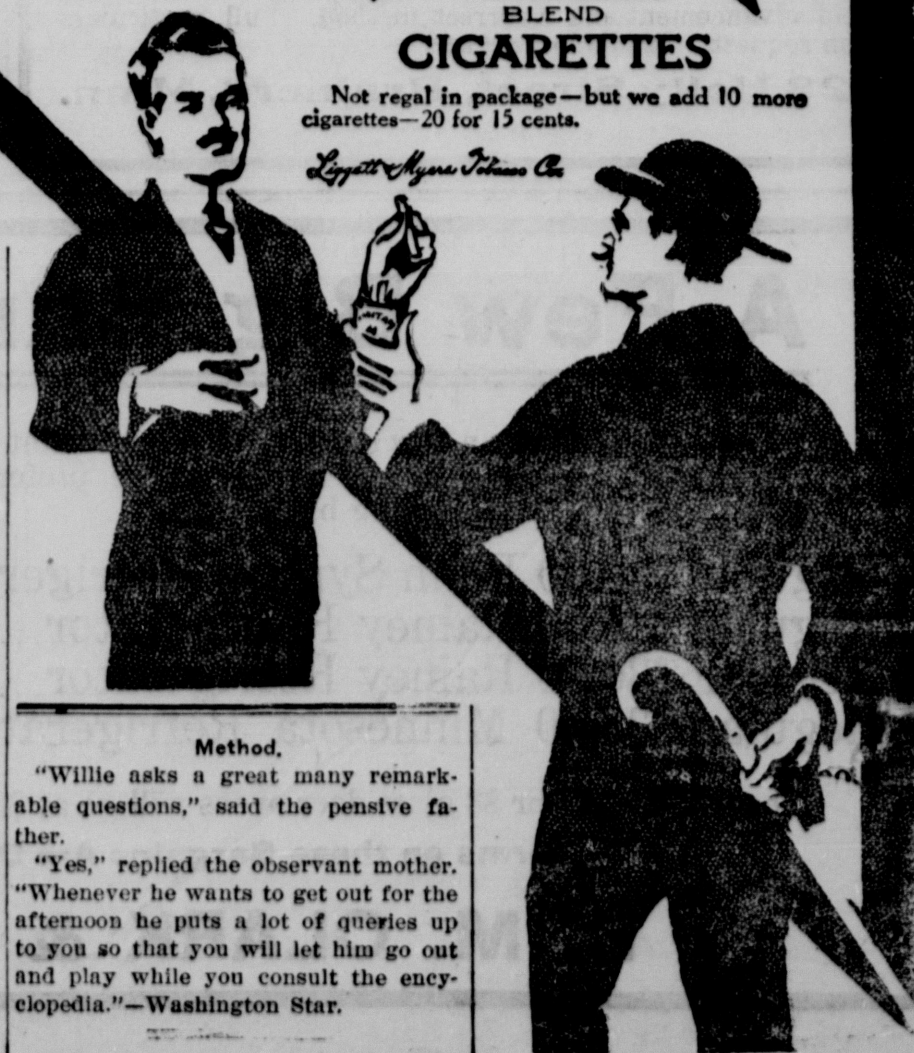 BLEND
CIGARETTES
Not regal in package—but we add 10 more
cigarettes—20 for 15 cents.
Liggett & Myers Tobacco Co.
Method.
"Willie asks a great many remark-
able questions," said the pensive fa-
ther.
"Yes," replied the observant mother.
"Whenever he wants to get out for the
afternoon he puts a lot of queries up
to you so that you will let him go out
and play while you consult the ency-
clopedia."—Washington Star.